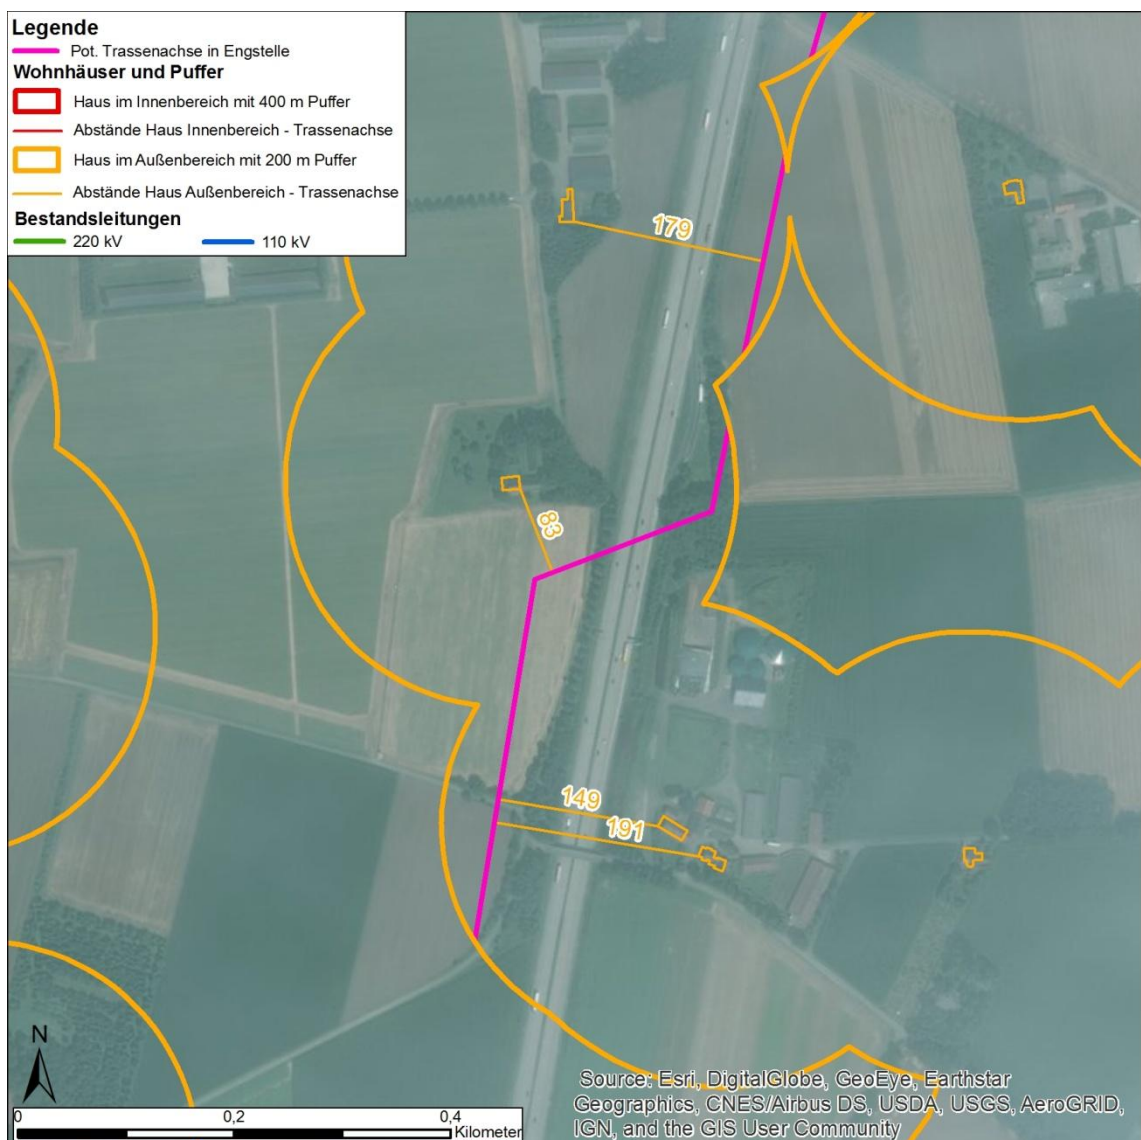 Legende
Pot. Trassenachse in Engstelle
Wohnhäuser und Puffer
Haus im Innenbereich mit 400 m Puffer
Abstände Haus Innenbereich - Trassenachse
Haus im Außenbereich mit 200 m Puffer
Abstände Haus Außenbereich - Trassenachse
Bestandsleitungen
220 kV 110 kV
179
83
149
191
N
0 0,2 0,4
Kilometer
Source: Esri, DigitalGlobe, GeoEye, Earthstar
Geographics, CNES/Airbus DS, USDA, USGS, AeroGRID,
IGN, and the GIS User Community